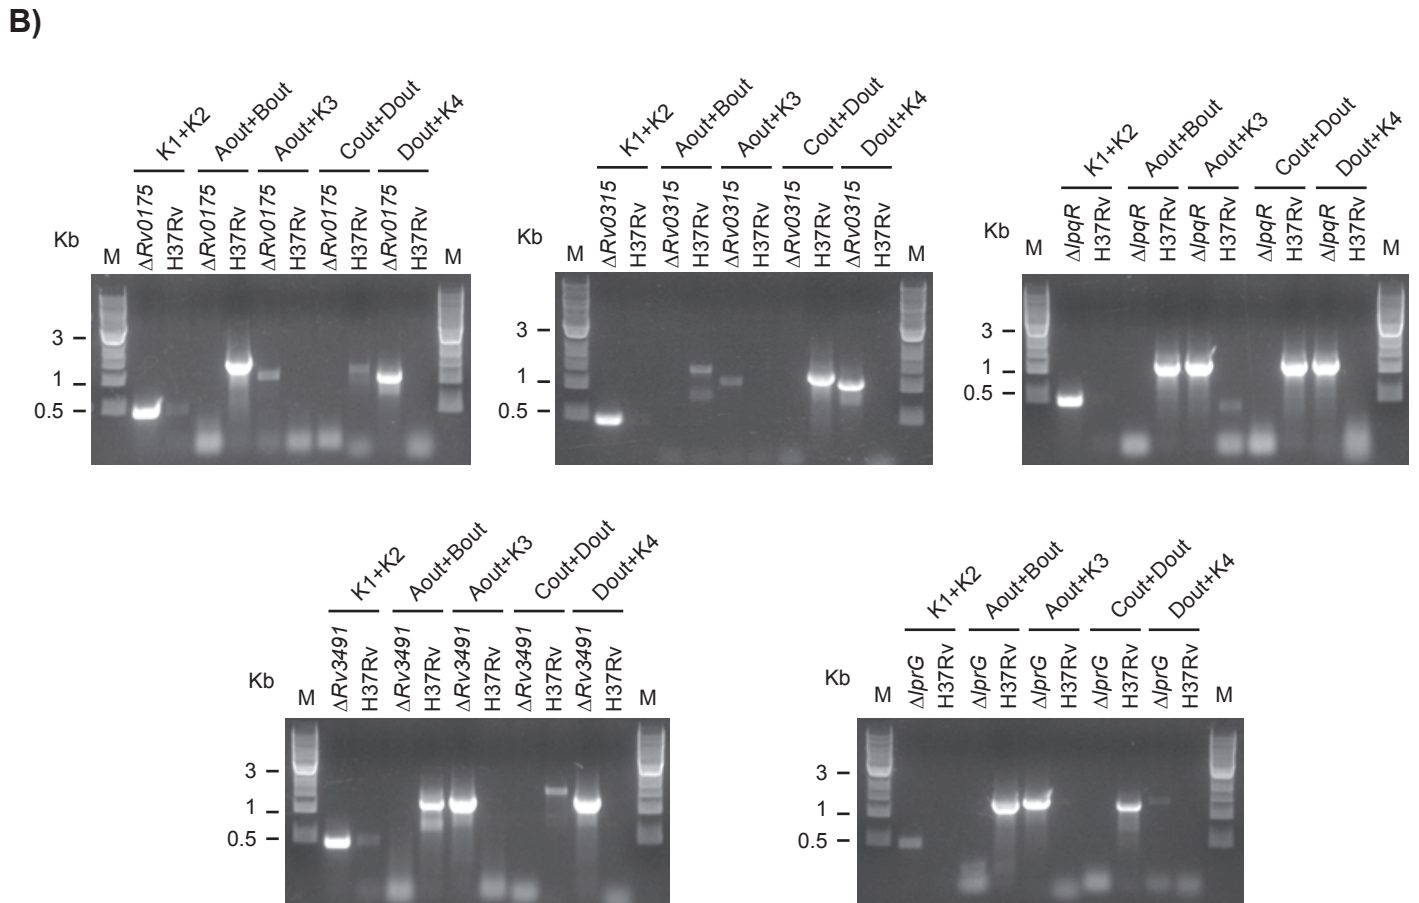 B)
K1+K2 Aout+Bout Aout+K3 Cout+Dout Dout+K4
Kb M ΔRv0175 H37Rv ΔRv0175 H37Rv ΔRv0175 H37Rv ΔRv0175 H37Rv ΔRv0175 H37Rv M
3
1
0.5
K1+K2 Aout+Bout Aout+K3 Cout+Dout Dout+K4
Kb M ΔRv0315 H37Rv ΔRv0315 H37Rv ΔRv0315 H37Rv ΔRv0315 H37Rv ΔRv0315 H37Rv M
3
1
0.5
K1+K2 Aout+Bout Aout+K3 Cout+Dout Dout+K4
Kb M ΔlpqR H37Rv ΔlpqR H37Rv ΔlpqR H37Rv ΔlpqR H37Rv ΔlpqR H37Rv M
3
1
0.5
K1+K2 Aout+Bout Aout+K3 Cout+Dout Dout+K4
Kb M ΔRv3491 H37Rv ΔRv3491 H37Rv ΔRv3491 H37Rv ΔRv3491 H37Rv ΔRv3491 H37Rv M
3
1
0.5
K1+K2 Aout+Bout Aout+K3 Cout+Dout Dout+K4
Kb M ΔlprG H37Rv ΔlprG H37Rv ΔlprG H37Rv ΔlprG H37Rv ΔlprG H37Rv M
3
1
0.5